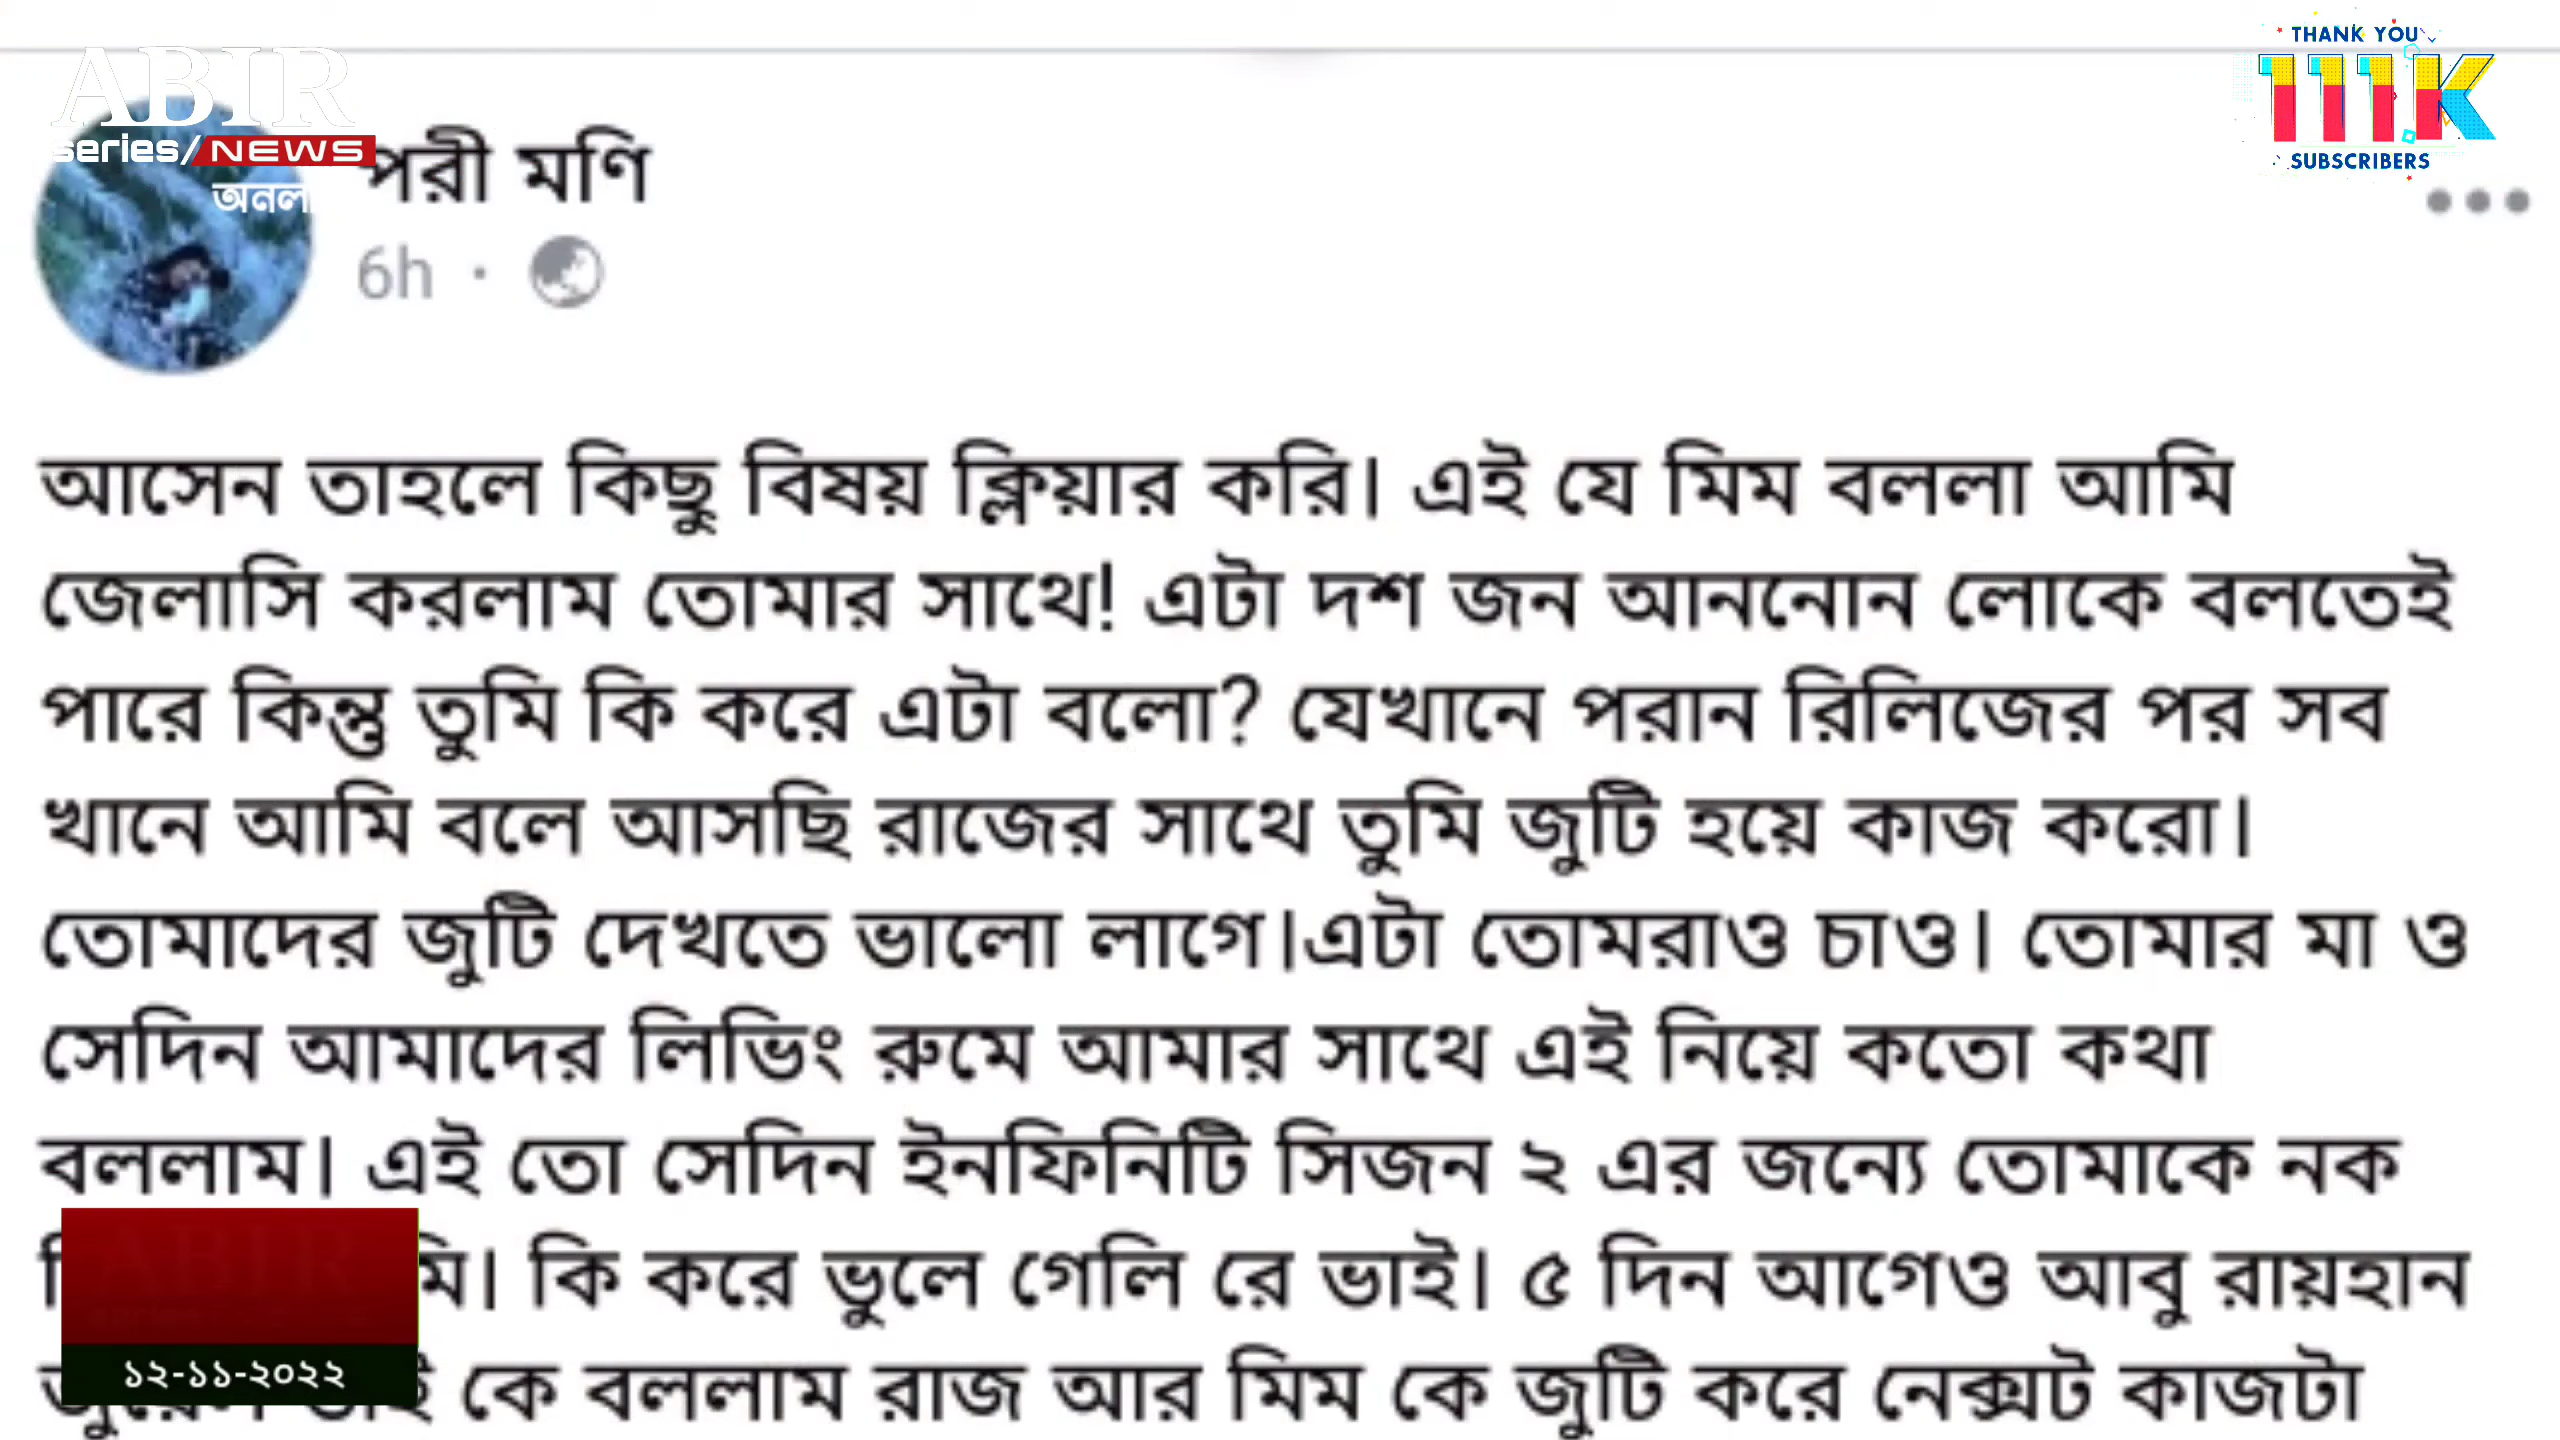 THANK YOU
111K
SUBSCRIBERS
ABIR
series/NEWS
পরী মণি
6h
আসেন তাহলে কিছু বিষয় ক্লিয়ার করি। এই যে মিম বললা আমি
জেলাসি করলাম তোমার সাথে! এটা দশ জন আননোন লোকে বলতেই
পারে কিন্তু তুমি কি করে এটা বলো? যেখানে পরান রিলিজের পর সব
খানে আমি বলে আসছি রাজের সাথে তুমি জুটি হয়ে কাজ করো।
তোমাদের জুটি দেখতে ভালো লাগে।এটা তোমরাও চাও। তোমার মা ও
সেদিন আমাদের লিভিং রুমে আমার সাথে এই নিয়ে কতো কথা
বললাম। এই তো সেদিন ইনফিনিটি সিজন ২ এর জন্যে তোমাকে নক
কি করে ভুলে গেলি রে ভাই। ৫ দিন আগেও আবু রায়হান
কে বললাম রাজ আর মিম কে জুটি করে নেক্সট কাজটা
ABIR
১২-১১-২০২২